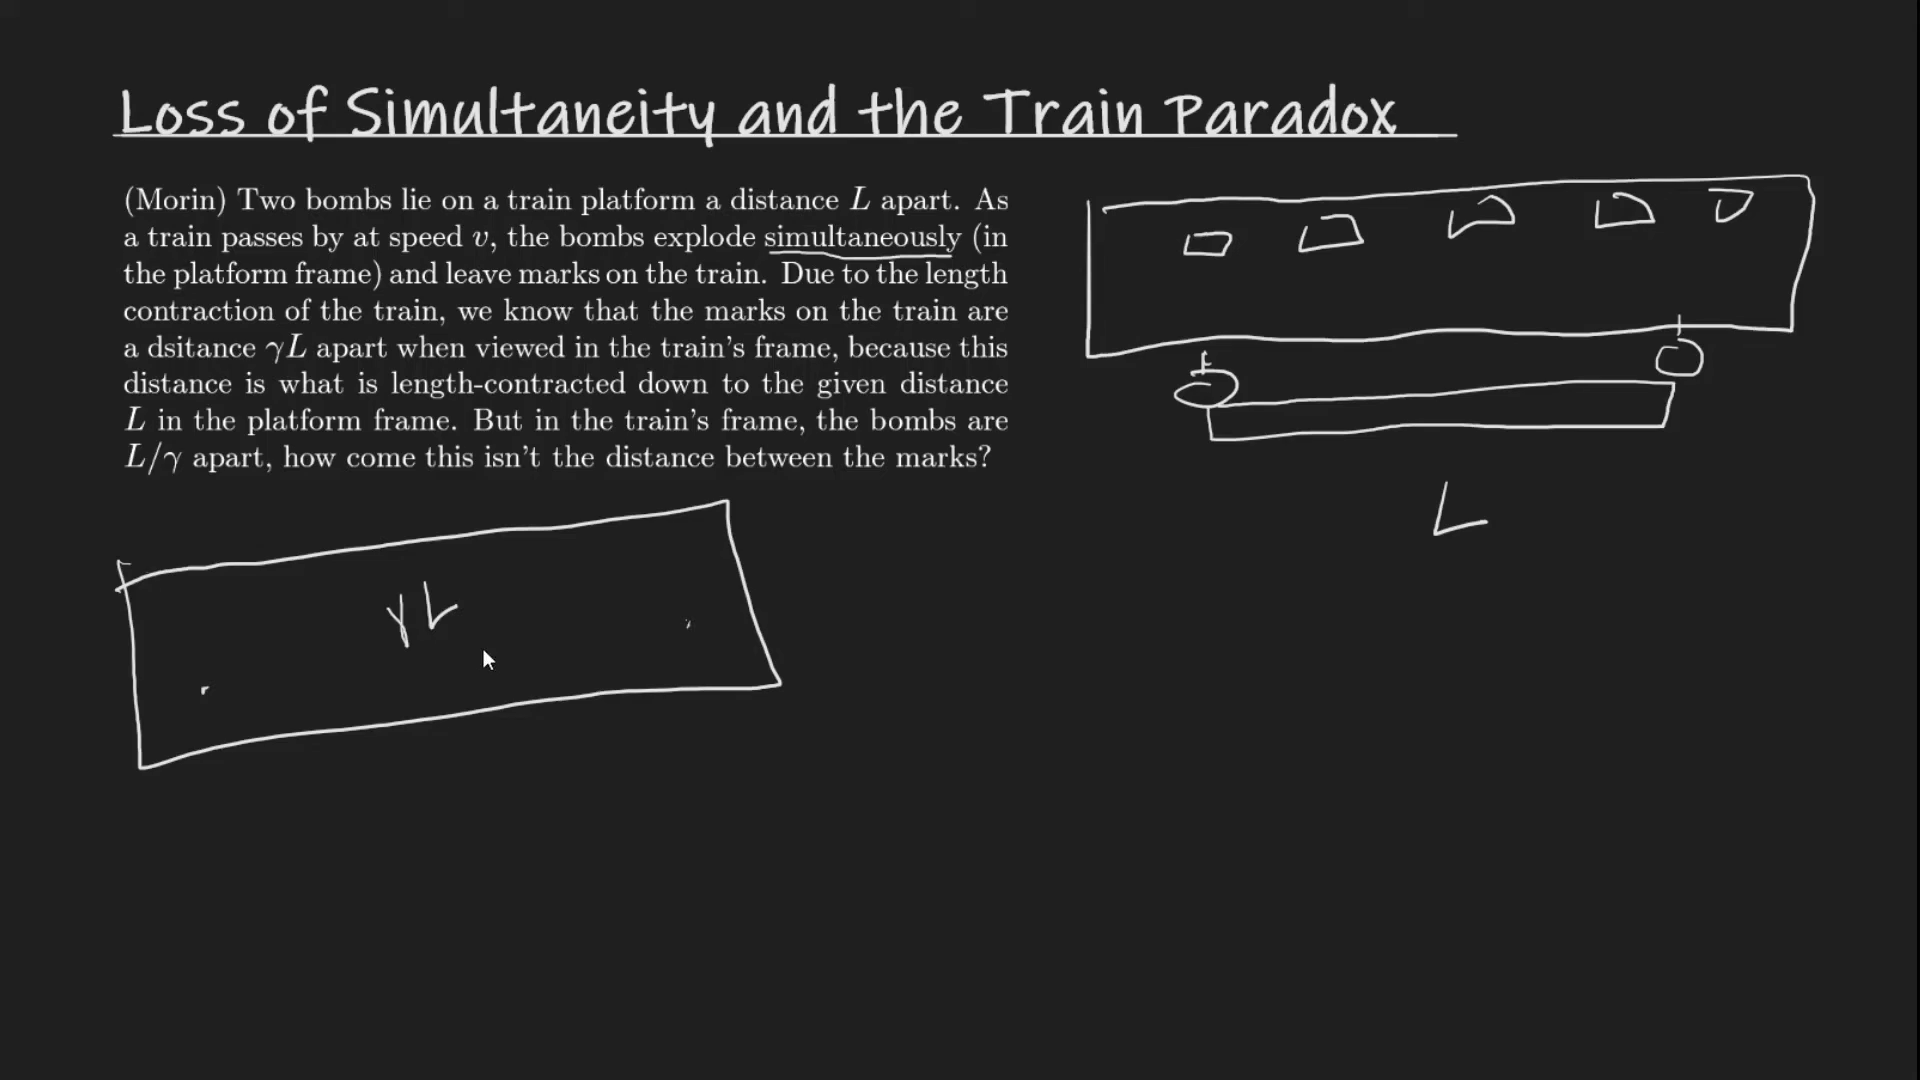 Loss of Simultaneity and the Train Paradox
(Morin) Two bombs lie on a train platform a distance L apart. As
a train passes by at speed v, the bombs explode simultaneously (in
the platform frame) and leave marks on the train. Due to the length
contraction of the train, we know that the marks on the train are
a dsitance γL apart when viewed in the train's frame, because this
distance is what is length-contracted down to the given distance
L in the platform frame. But in the train's frame, the bombs are
L/γ apart, how come this isn't the distance between the marks?
L
γL